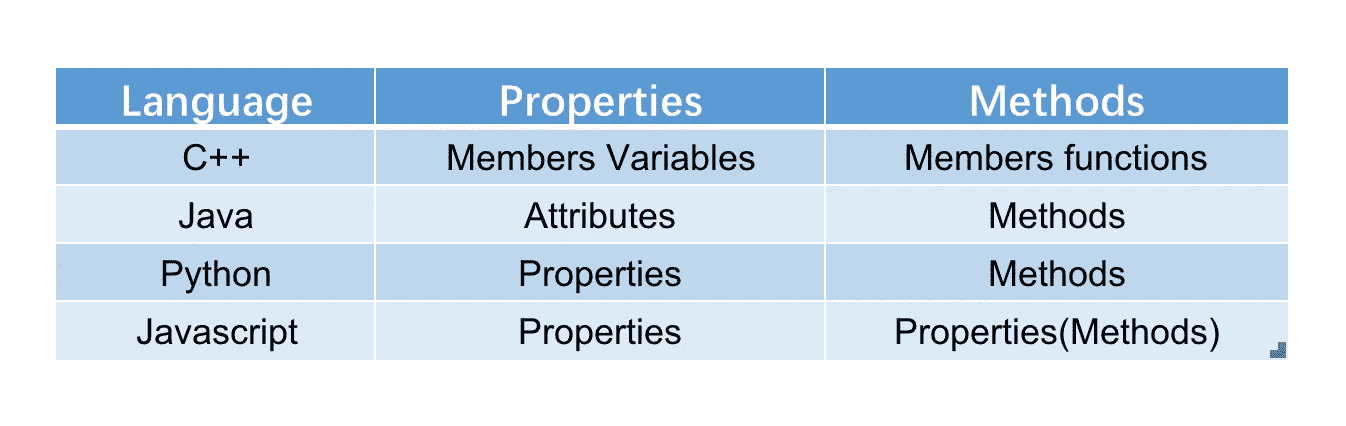 Language Properties Methods
C++ Members Variables Members functions
Java Attributes Methods
Python Properties Methods
Javascript Properties Properties(Methods)